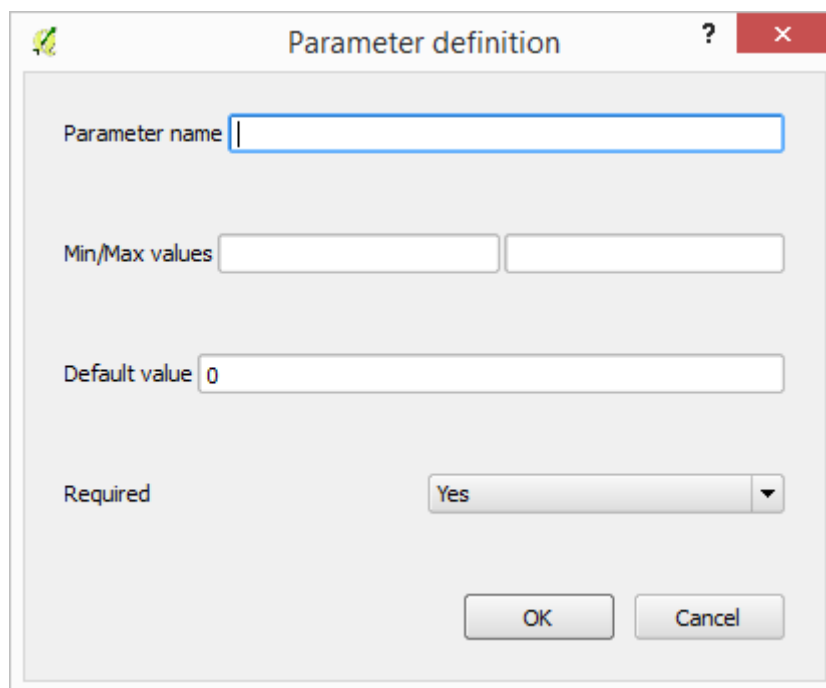 Parameter definition
?
Parameter name
Min/Max values
Default value 0
Required Yes
OK Cancel